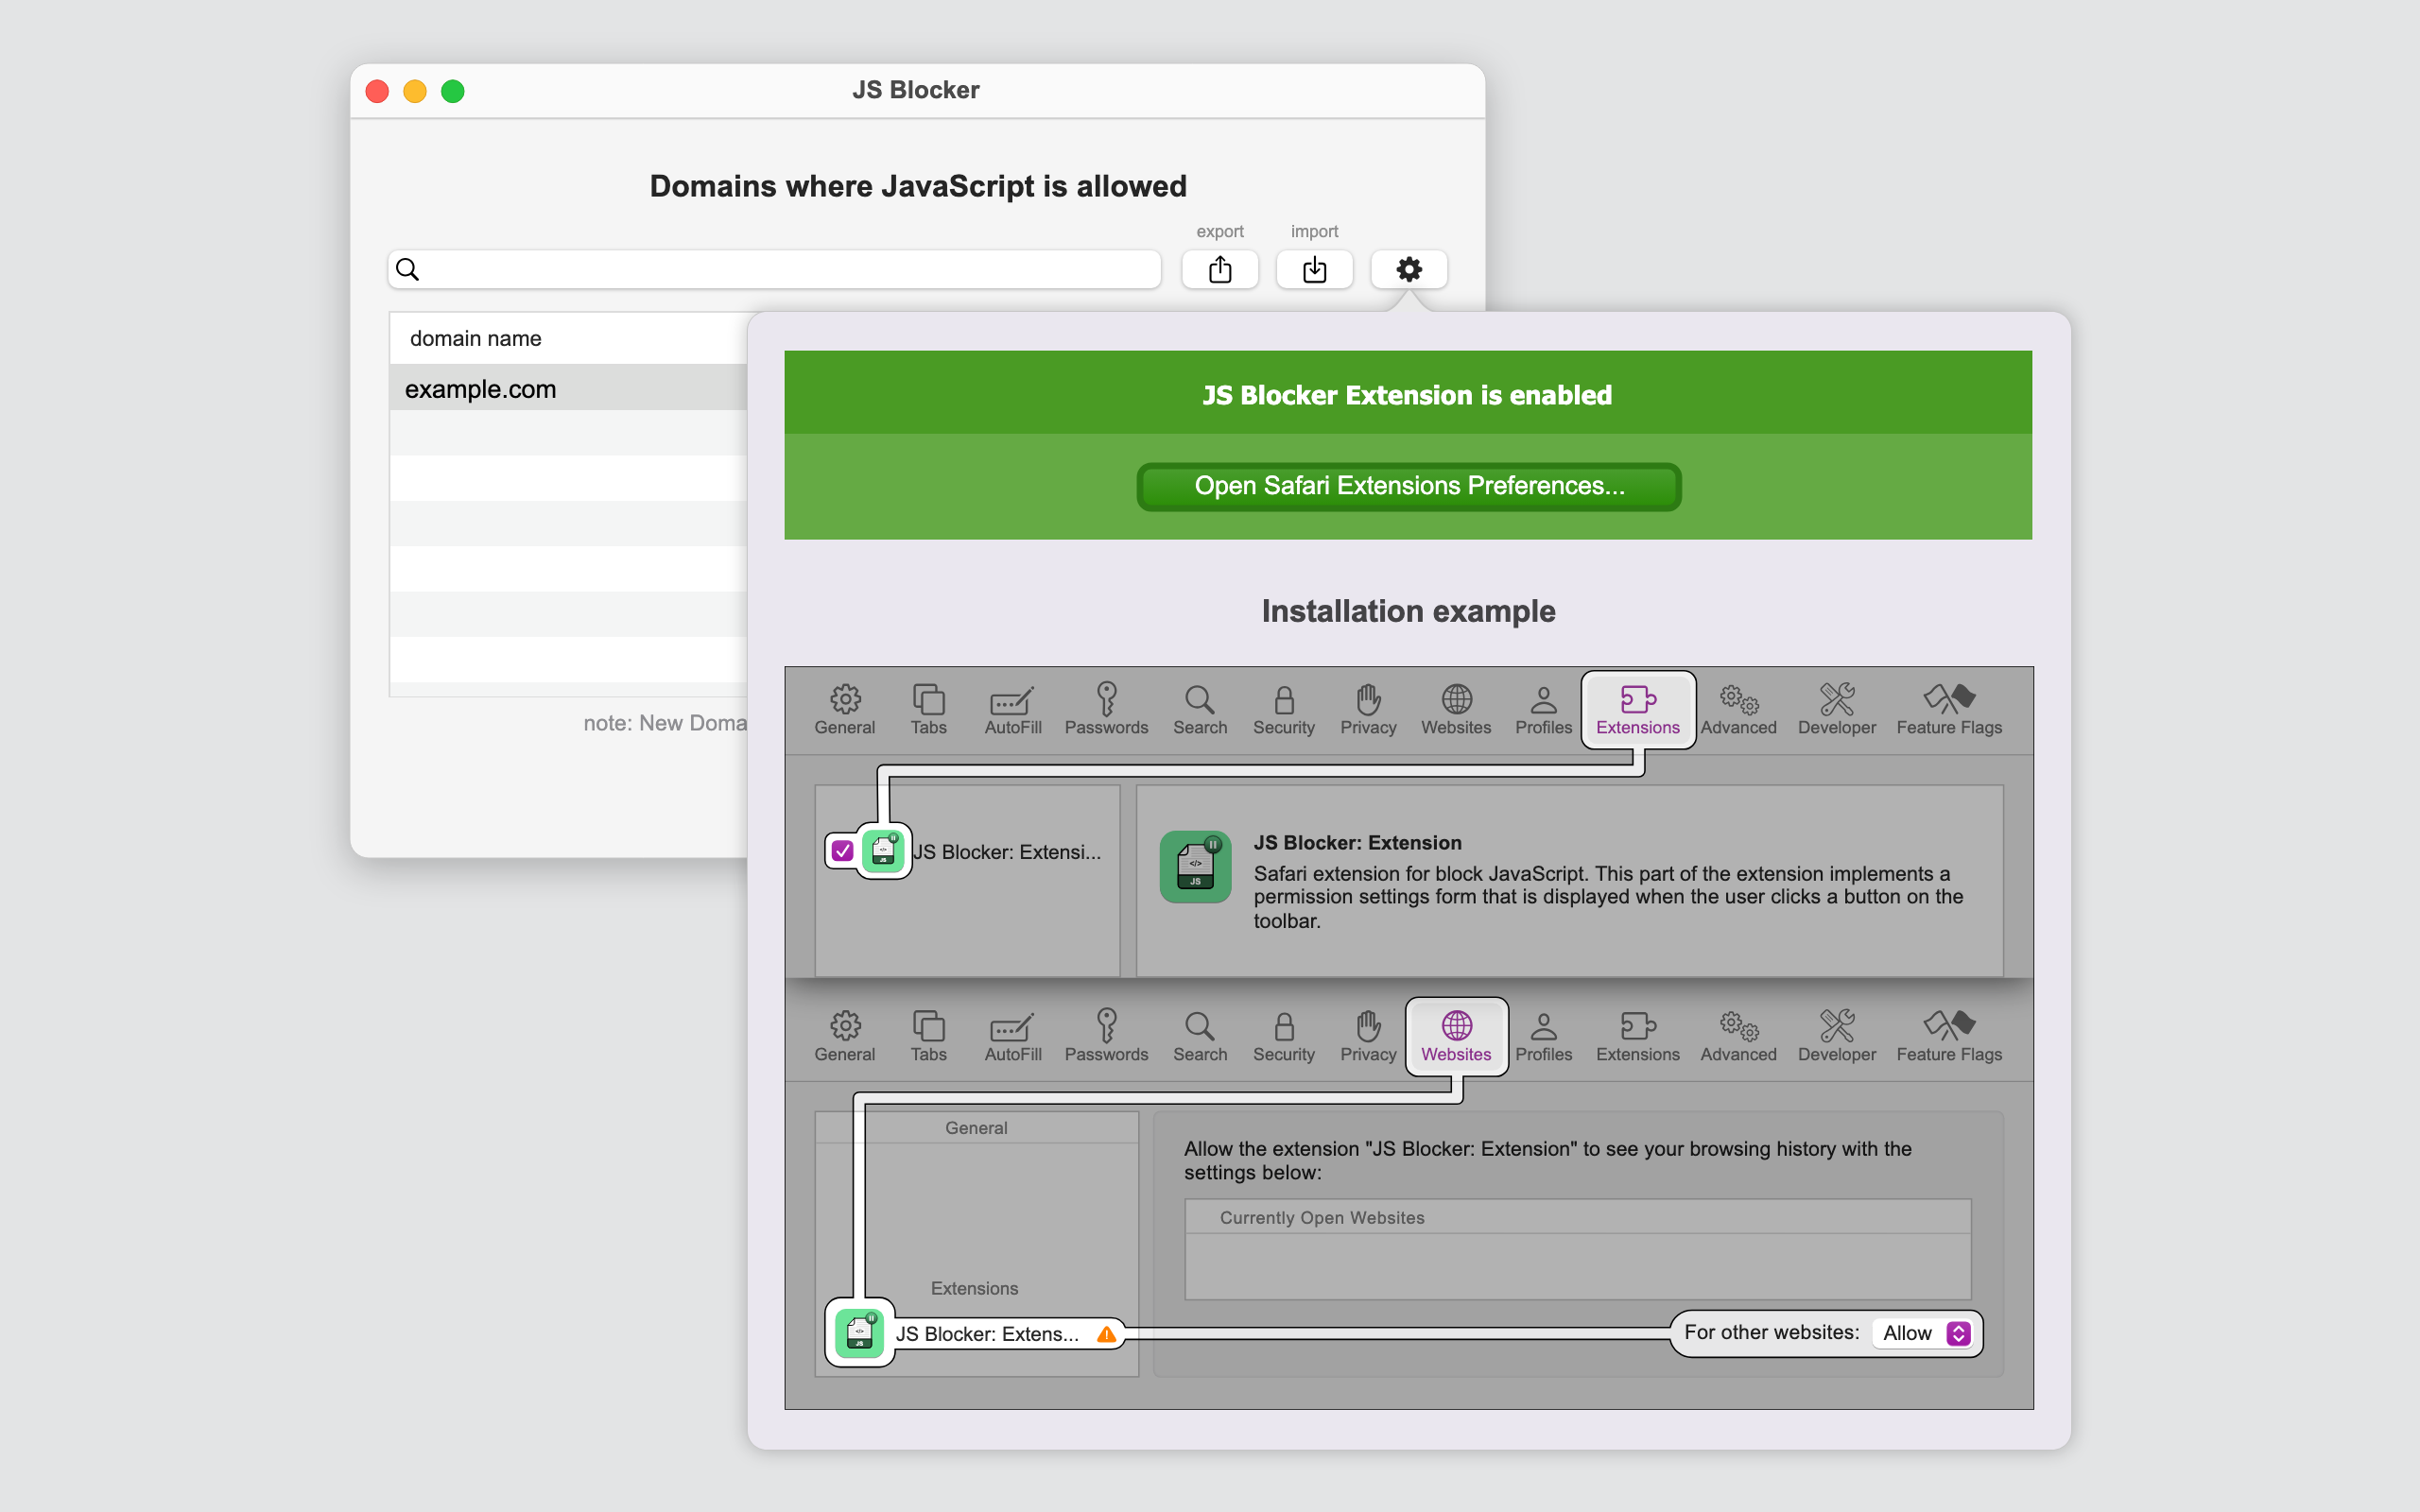 JS Blocker
Domains where JavaScript is allowed
export
import
domain name
example.com
note: New Doma
JS Blocker Extension is enabled
Open Safari Extensions Preferences...
Installation example
General Tabs AutoFill Passwords Search Security Privacy Websites Profiles Extensions Advanced Developer Feature Flags
JS Blocker: Extensi...
JS Blocker: Extension
Safari extension for block JavaScript. This part of the extension implements a
permission settings form that is displayed when the user clicks a button on the
toolbar.
</>
JS
</>
JS
General Tabs AutoFill Passwords Search Security Privacy Websites Profiles Extensions Advanced Developer Feature Flags
General
Extensions
JS Blocker: Extens...
</>
JS
Allow the extension "JS Blocker: Extension" to see your browsing history with the
settings below:
Currently Open Websites
For other websites: Allow